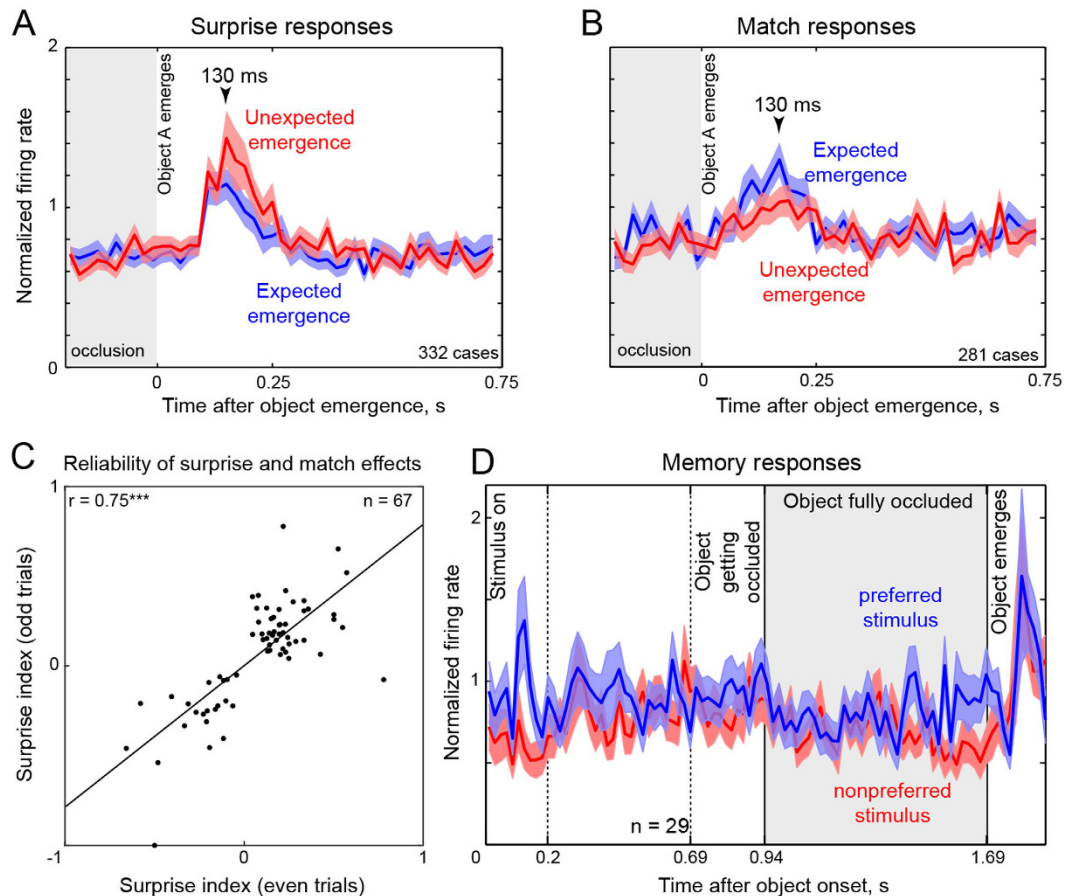 A
Surprise responses
2
1
0
Normalized firing rate
Object A emerges
130 ms
Unexpected
emergence
Expected
emergence
occlusion
332 cases
0
0.25
0.75
Time after object emergence, s
B
Match responses
Object A emerges
130 ms
Expected
emergence
Unexpected
emergence
occlusion
281 cases
0
0.25
0.75
Time after object emergence, s
C
Reliability of surprise and match effects
1
0
-1
r = 0.75***
n = 67
Surprise index (odd trials)
0
1
Surprise index (even trials)
D
Memory responses
2
1
0
Normalized firing rate
Stimulus on
Object
getting
occluded
Object fully occluded
Object emerges
preferred
stimulus
nonpreferred
stimulus
n = 29
0.2
0.69
0.94
1.69
Time after object onset, s